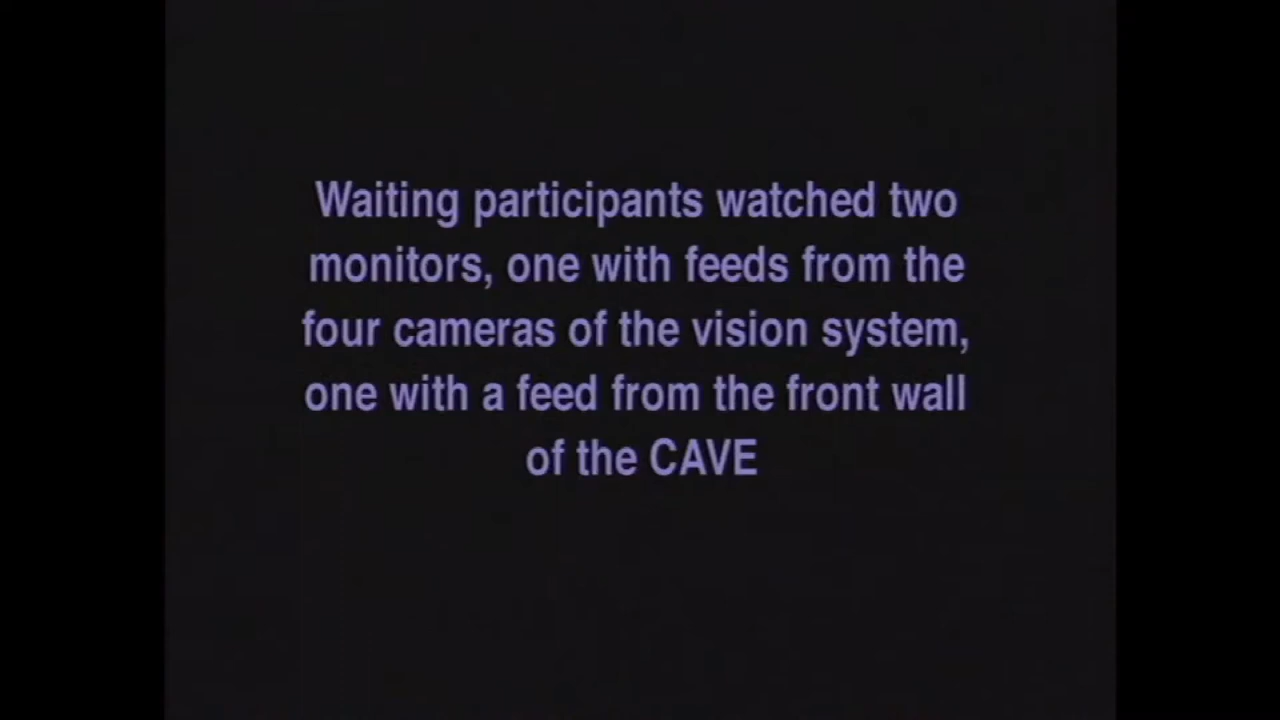 Waiting participants watched two
monitors, one with feeds from the
four cameras of the vision system,
one with a feed from the front wall
of the CAVE